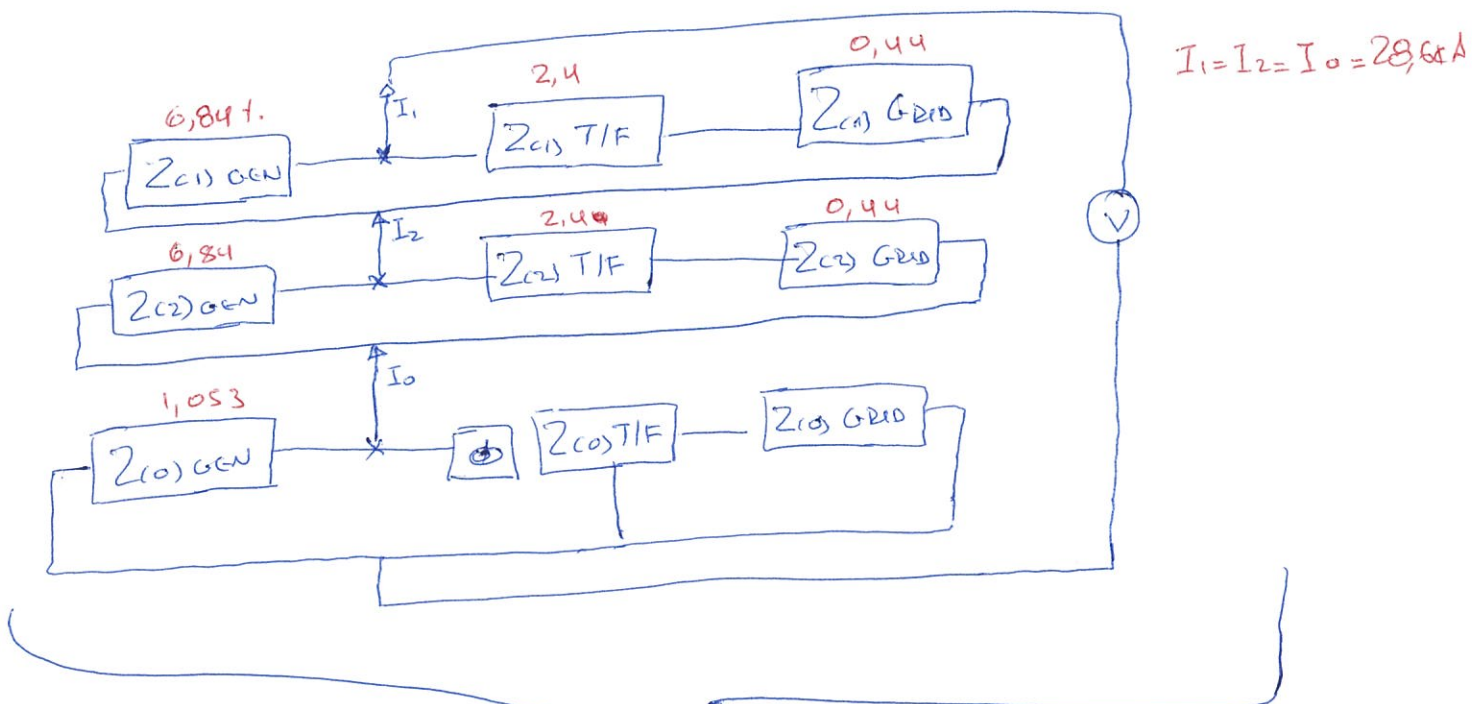 0,44
I₁=I₂=I₀=28,6kA
2,4
6,84%.
I₁
Z(1) T/F
Z(1) GRID
Z(1) GEN
V
I₂
2,4
0,44
6,84
Z(2) T/F
Z(2) GRID
Z(2) GEN
I₀
1,053
Z(0) T/F
Z(0) GRID
Z(0) GEN